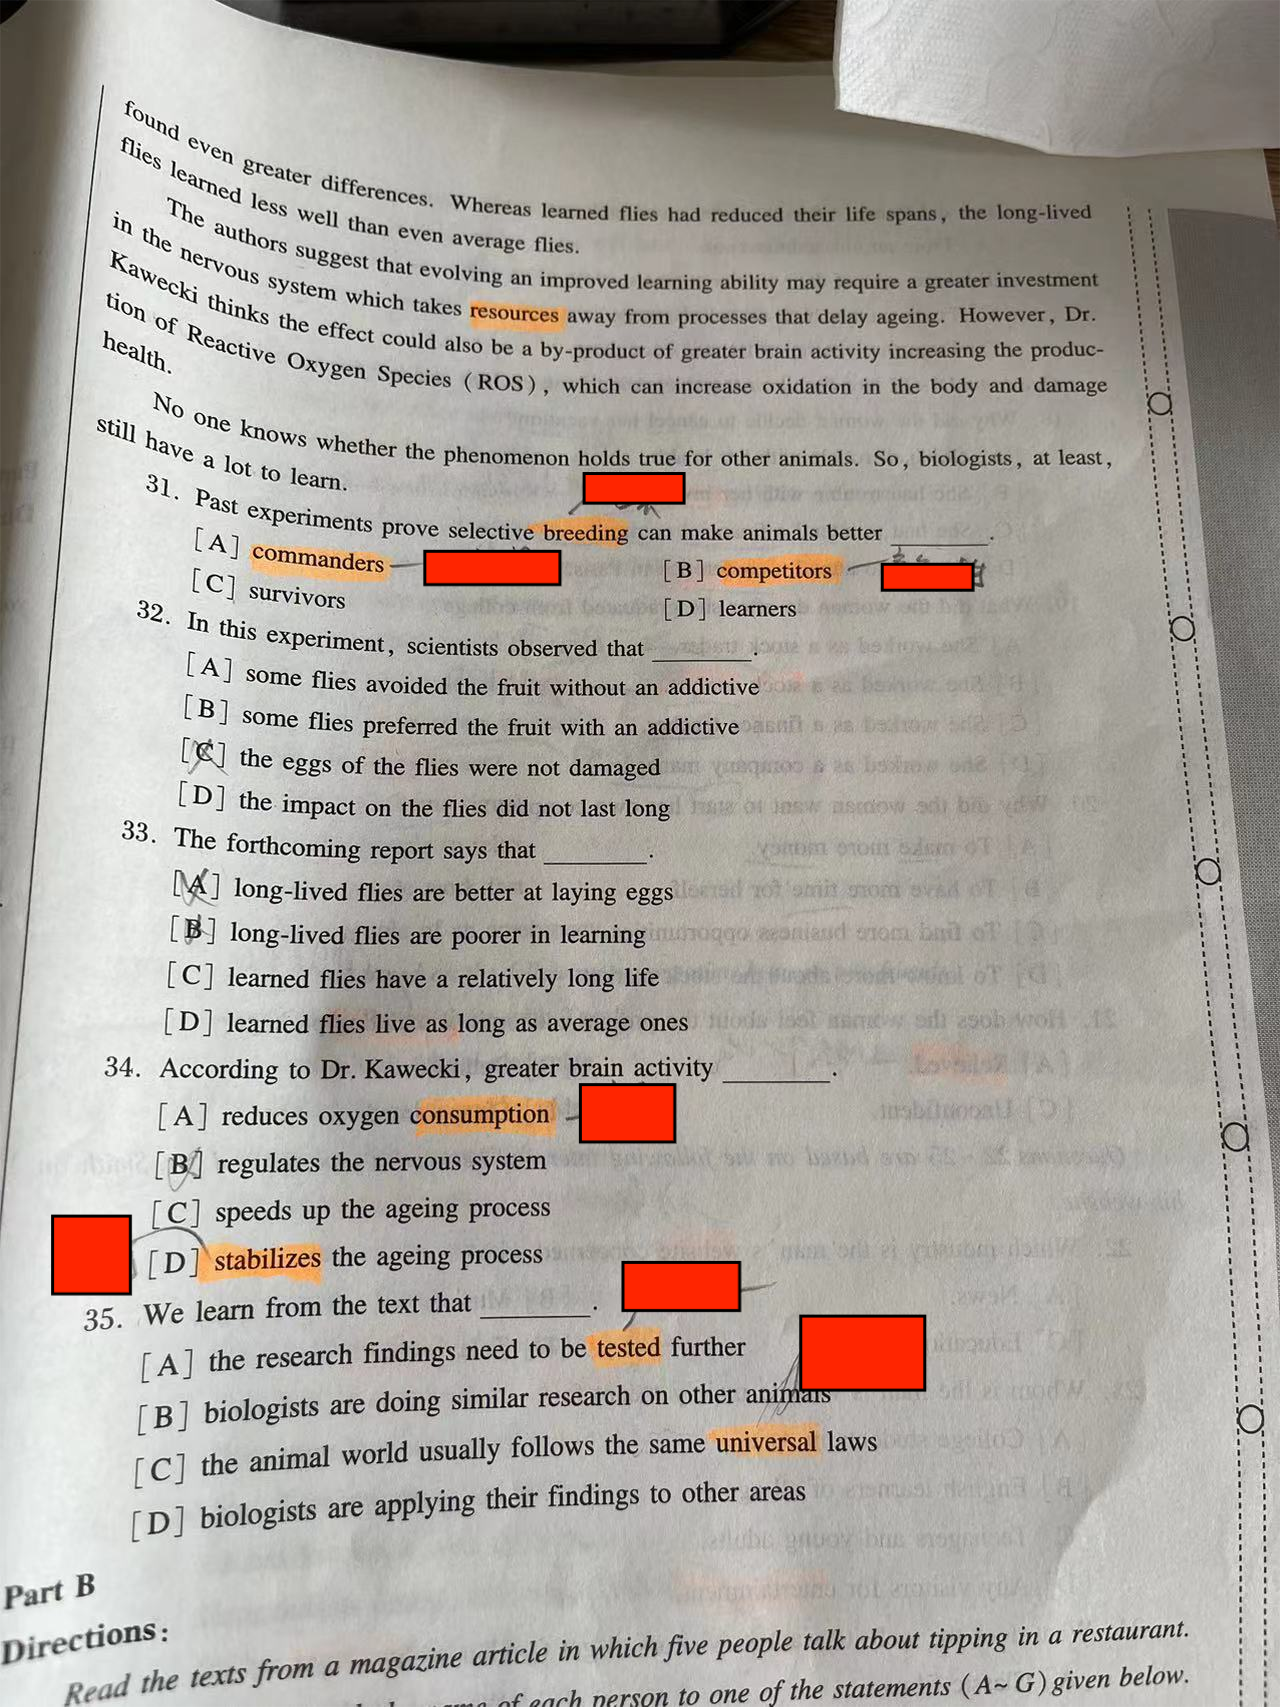 found even greater differences. Whereas learned flies had reduced their life spans, the long-lived
flies learned less well than even average flies.
The authors suggest that evolving an improved learning ability may require a greater investment
in the nervous system which takes resources away from processes that delay ageing. However, Dr.
Kawecki thinks the effect could also be a by-product of greater brain activity increasing the produc-
tion of Reactive Oxygen Species (ROS), which can increase oxidation in the body and damage
health.
No one knows whether the phenomenon holds true for other animals. So, biologists, at least,
still have a lot to learn.
31. Past experiments prove selective breeding can make animals better ________.
[A] commanders [B] competitors
[C] survivors [D] learners
32. In this experiment, scientists observed that ________.
[A] some flies avoided the fruit without an addictive
[B] some flies preferred the fruit with an addictive
[C] the eggs of the flies were not damaged
[D] the impact on the flies did not last long
33. The forthcoming report says that ________.
[A] long-lived flies are better at laying eggs
[B] long-lived flies are poorer in learning
[C] learned flies have a relatively long life
[D] learned flies live as long as average ones
34. According to Dr. Kawecki, greater brain activity ________.
[A] reduces oxygen consumption
[B] regulates the nervous system
[C] speeds up the ageing process
[D] stabilizes the ageing process
35. We learn from the text that ________.
[A] the research findings need to be tested further
[B] biologists are doing similar research on other animals
[C] the animal world usually follows the same universal laws
[D] biologists are applying their findings to other areas
Part B
Directions:
Read the texts from a magazine article in which five people talk about tipping in a restaurant.
of each person to one of the statements (A~G) given below.